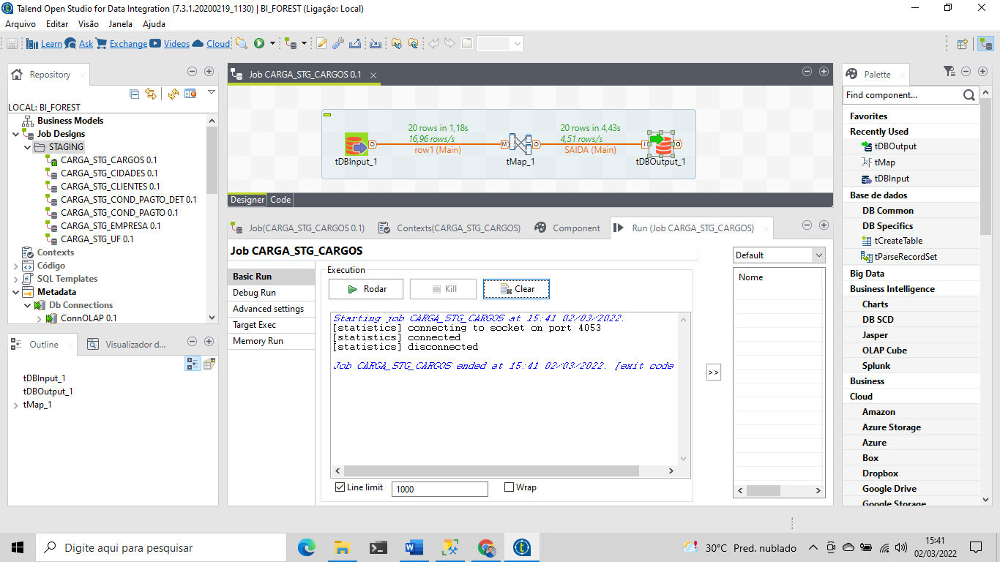 Talend Open Studio for Data Integration (7.3.1.20200219_1130) | BI_FOREST (Ligação: Local)
Arquivo Editar Visão Janela Ajuda
Learn Ask Exchange Videos Cloud
Repository
LOCAL: BI_FOREST
Business Models
Job Designs
STAGING
CARGA_STG_CARGOS 0.1
CARGA_STG_CIDADES 0.1
CARGA_STG_CLIENTES 0.1
CARGA_STG_COND_PAGTO_DET 0.1
CARGA_STG_COND_PAGTO 0.1
CARGA_STG_EMPRESA 0.1
CARGA_STG_UF 0.1
Contexts
Código
SQL Templates
Metadata
Db Connections
ConnOLAP 0.1
Outline Visualizador d...
tDBInput_1
tDBOutput_1
tMap_1
Job CARGA_STG_CARGOS 0.1
20 rows in 1,18s
16,96 rows/s
row1 (Main)
20 rows in 4,43s
4,51 rows/s
SAIDA (Main)
O M O I O
tDBInput_1 tMap_1 tDBOutput_1
Designer Code
Job(CARGA_STG_CARGOS 0.1) Contexts(CARGA_STG_CARGOS) Component Run (Job CARGA_STG_CARGOS)
Job CARGA_STG_CARGOS
Basic Run
Debug Run
Advanced settings
Target Exec
Memory Run
Execution
Rodar Kill Clear
Starting job CARGA_STG_CARGOS at 15:41 02/03/2022.
[statistics] connecting to socket on port 4053
[statistics] connected
[statistics] disconnected
Job CARGA_STG_CARGOS ended at 15:41 02/03/2022. [exit code
Line limit 1000 Wrap
>>
Default
Nome
Palette
Find component...
Favorites
Recently Used
tDBOutput
tMap
tDBInput
Base de dados
DB Common
DB Specifics
tCreateTable
tParseRecordSet
Big Data
Business Intelligence
Charts
DB SCD
Jasper
OLAP Cube
Splunk
Business
Cloud
Amazon
Azure Storage
Azure
Box
Dropbox
Google Drive
Google Storage
Digite aqui para pesquisar
30°C Pred. nublado
15:41
02/03/2022